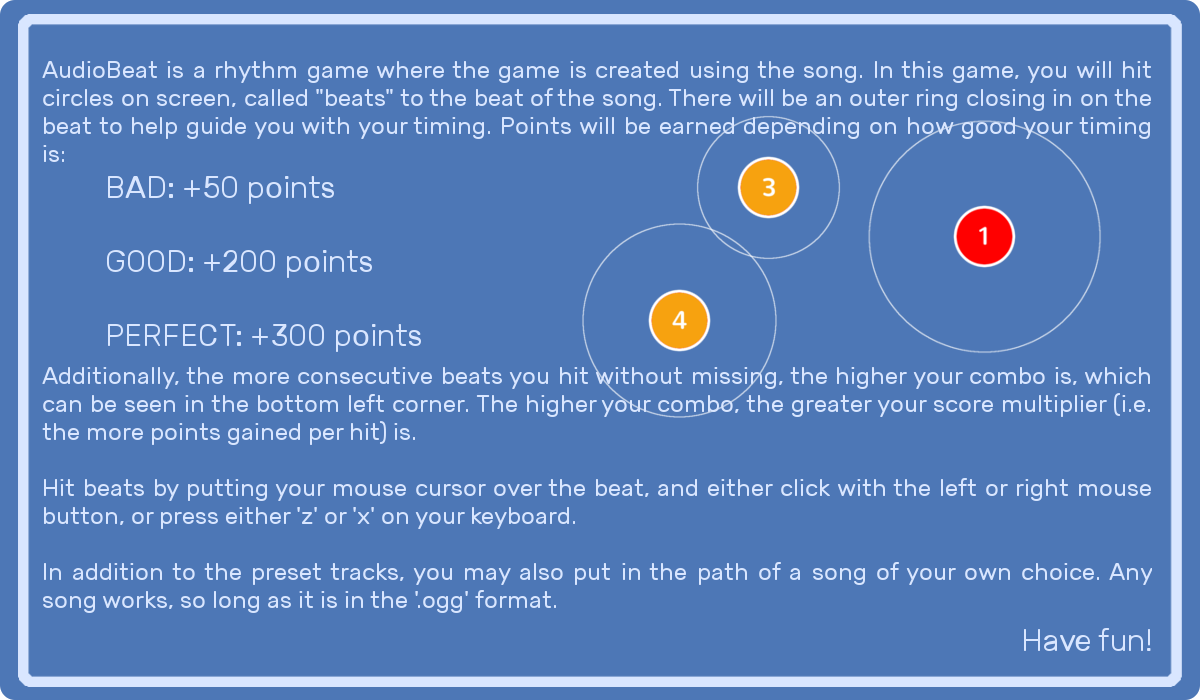 AudioBeat is a rhythm game where the game is created using the song. In this game, you will hit
circles on screen, called "beats" to the beat of the song. There will be an outer ring closing in on the
beat to help guide you with your timing. Points will be earned depending on how good your timing
is:
BAD: +50 points
3
1
GOOD: +200 points
PERFECT: +300 points
4
Additionally, the more consecutive beats you hit without missing, the higher your combo is, which
can be seen in the bottom left corner. The higher your combo, the greater your score multiplier (i.e.
the more points gained per hit) is.
Hit beats by putting your mouse cursor over the beat, and either click with the left or right mouse
button, or press either 'z' or 'x' on your keyboard.
In addition to the preset tracks, you may also put in the path of a song of your own choice. Any
song works, so long as it is in the '.ogg' format.
Have fun!